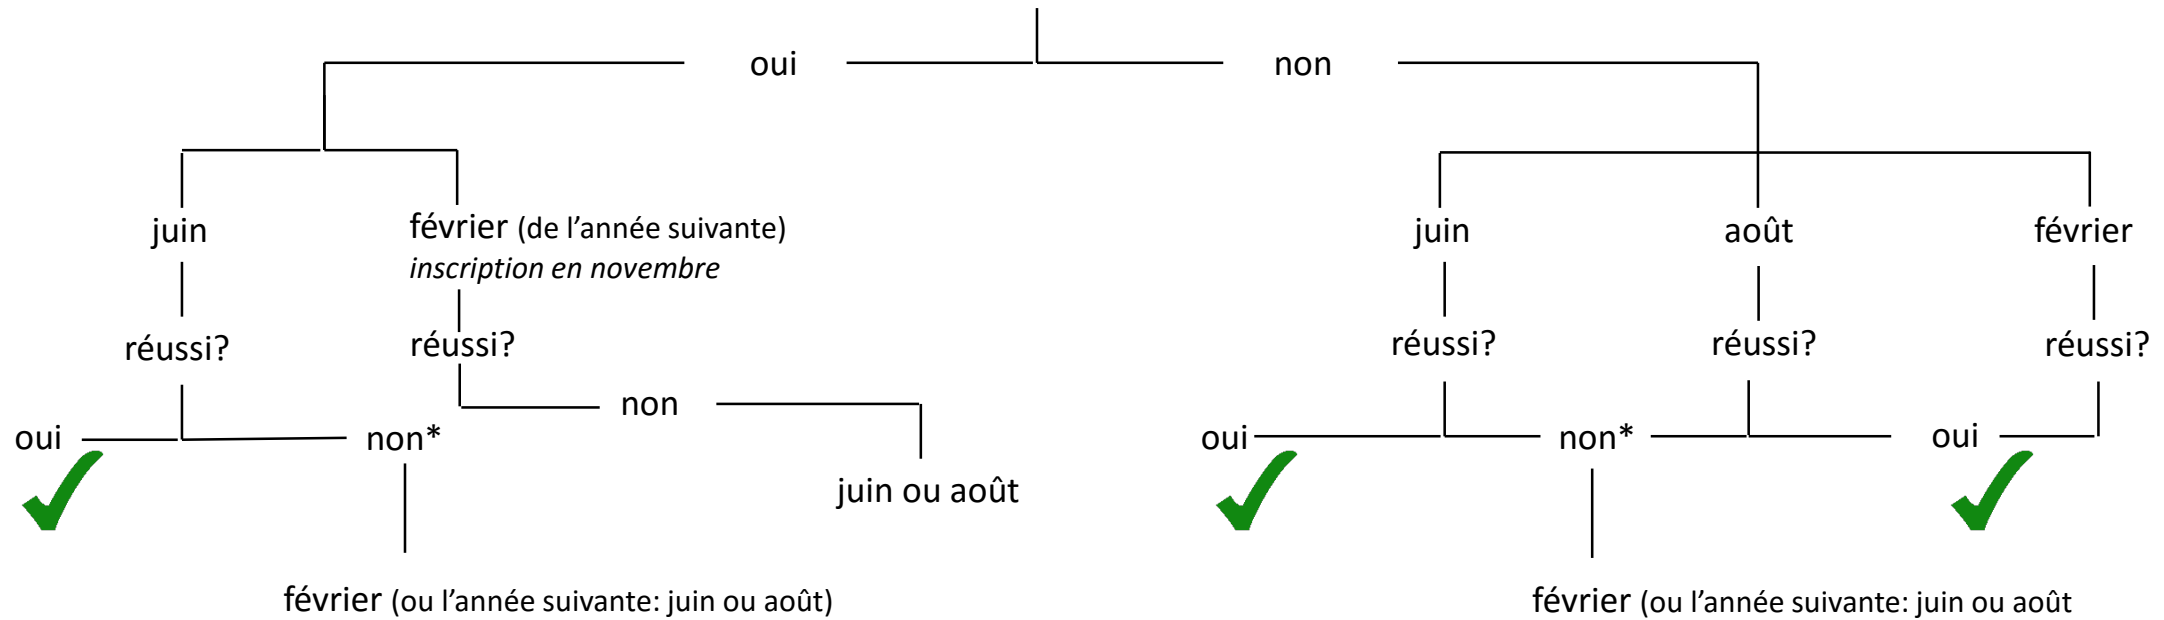 oui
non
juin
février (de l'année suivante)
inscription en novembre
juin
août
février
réussi?
réussi?
réussi?
réussi?
réussi?
non
oui
non*
oui
non*
oui
juin ou août
février (ou l'année suivante: juin ou août)
février (ou l'année suivante: juin ou août